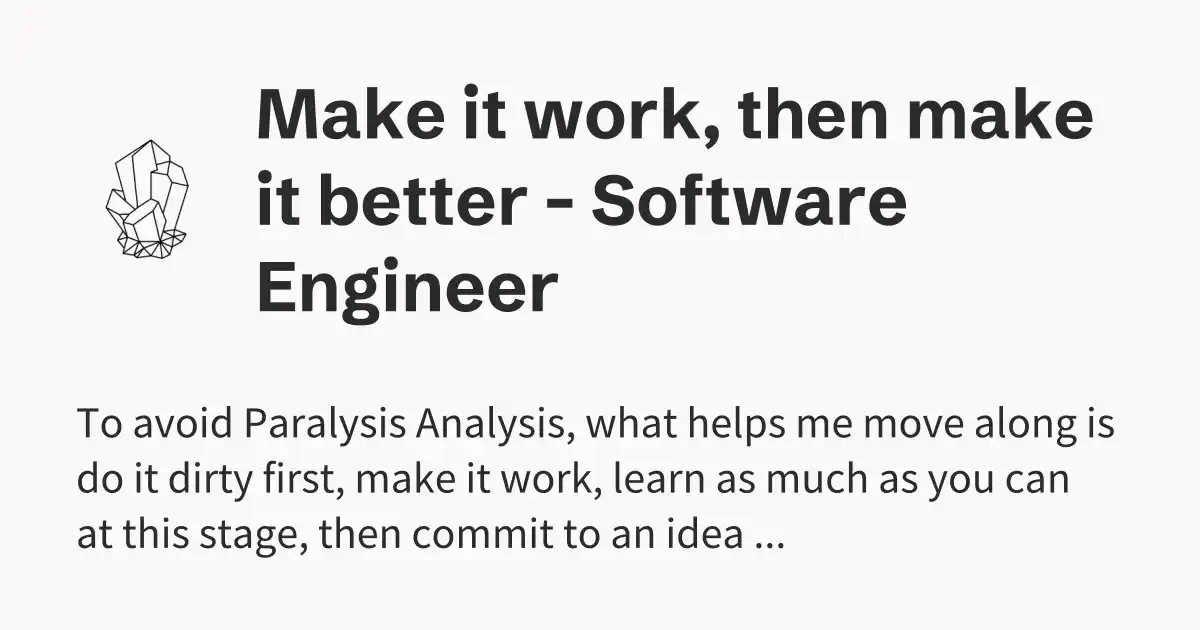 Make it work, then make
it better - Software
Engineer
To avoid Paralysis Analysis, what helps me move along is
do it dirty first, make it work, learn as much as you can
at this stage, then commit to an idea ...